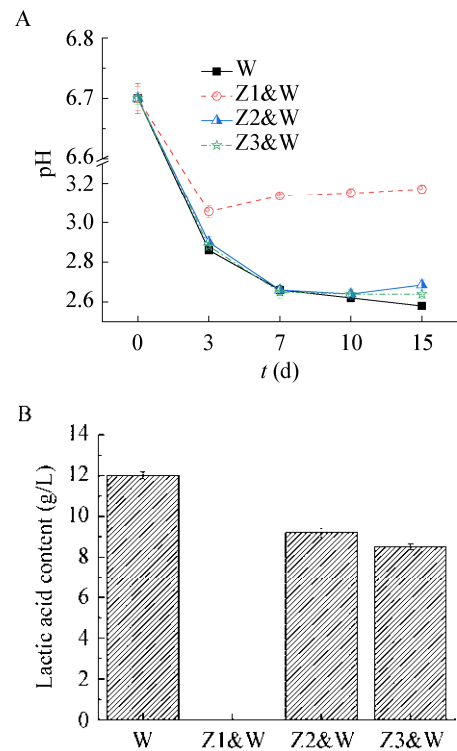 A
6.8
6.7
6.6
3.2
3.0
2.8
2.6
pH
W
Z1&W
Z2&W
Z3&W
0 3 7 10 15
t (d)
B
14
12
10
8
6
4
2
0
Lactic acid content (g/L)
W Z1&W Z2&W Z3&W